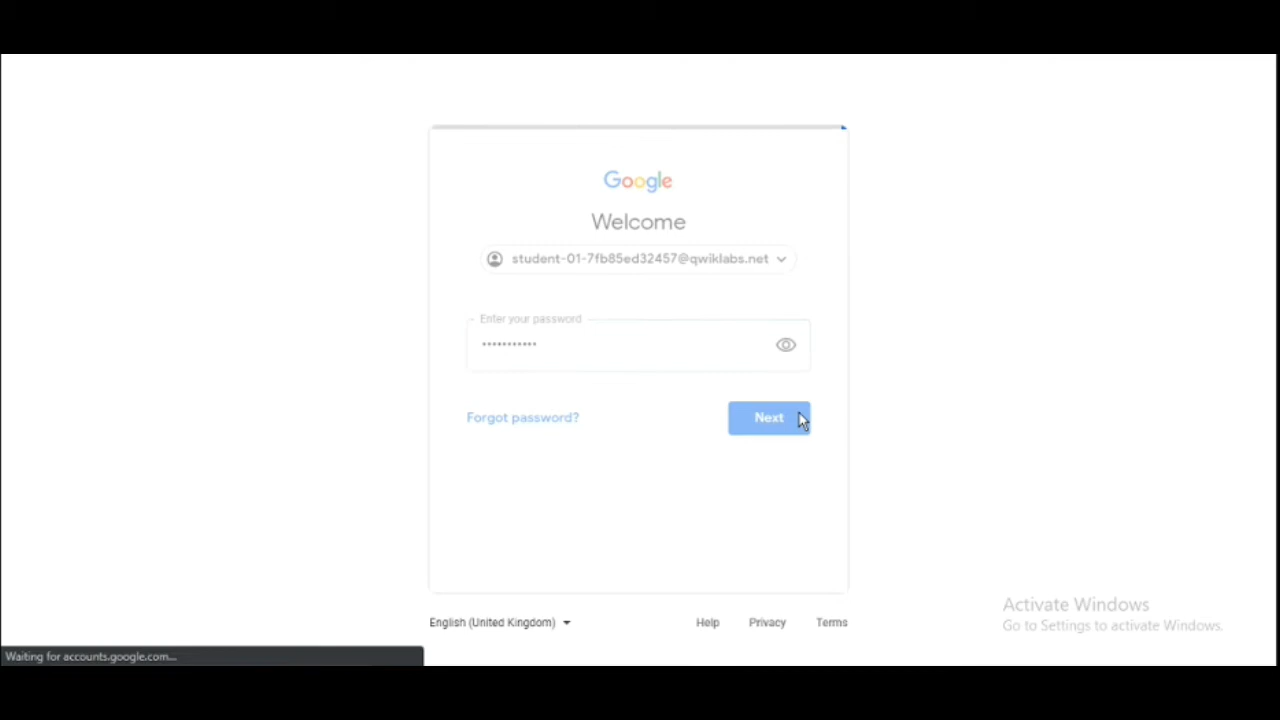 Google
Welcome
student-01-7fb85ed32457@qwiklabs.net
Enter your password
•••••••••••
Forgot password?
Next
English (United Kingdom)
Help
Privacy
Terms
Activate Windows
Go to Settings to activate Windows.
Waiting for accounts.google.com...